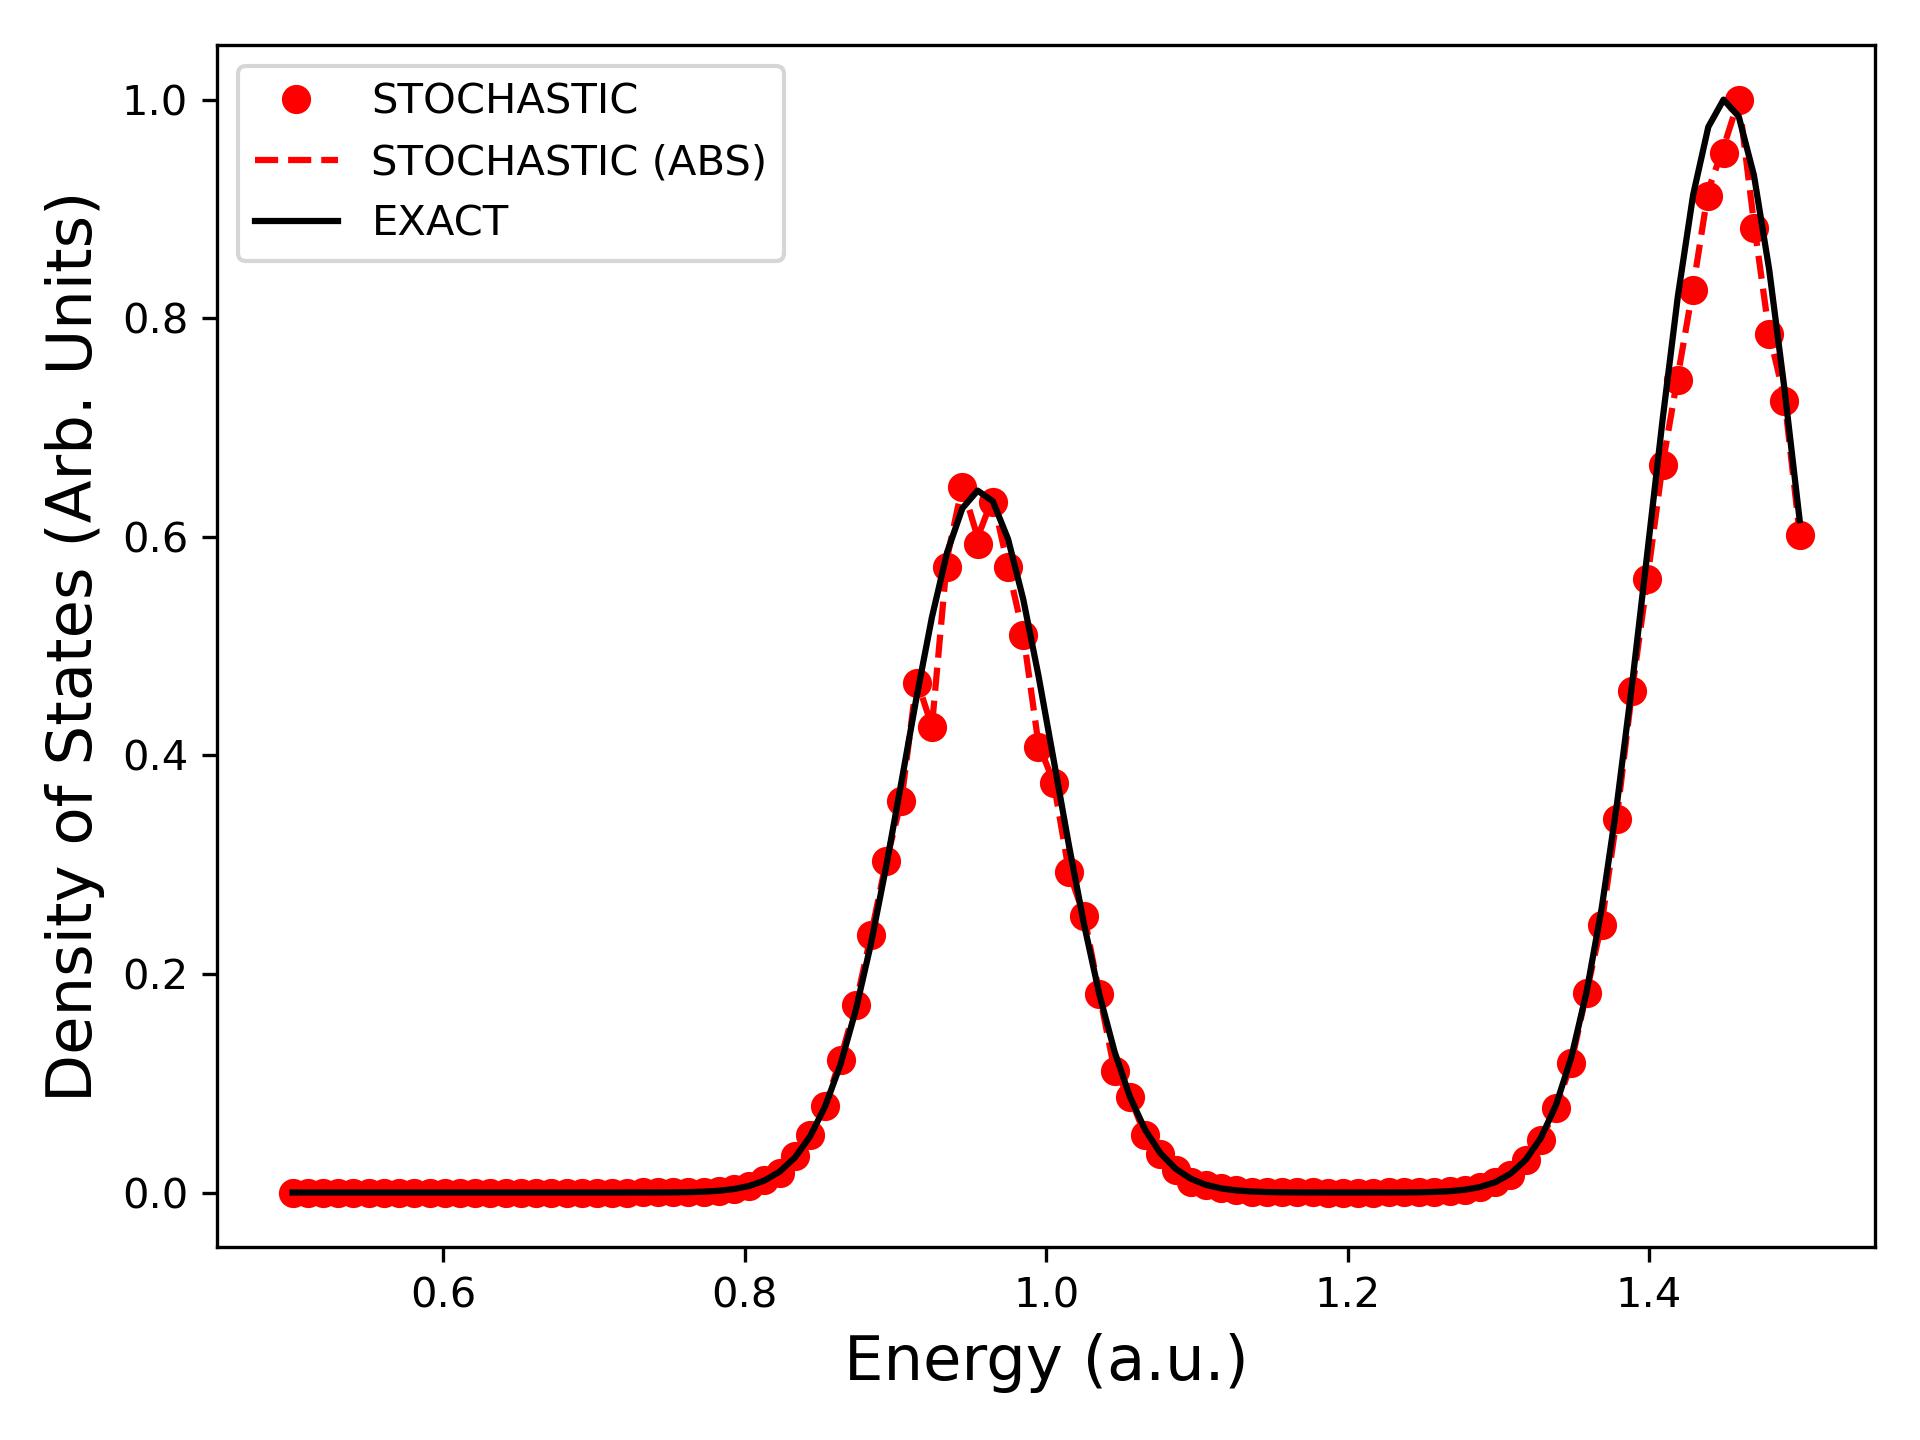 STOCHASTIC
STOCHASTIC (ABS)
EXACT
Density of States (Arb. Units)
1.0
0.8
0.6
0.4
0.2
0.0
0.6 0.8 1.0 1.2 1.4
Energy (a.u.)